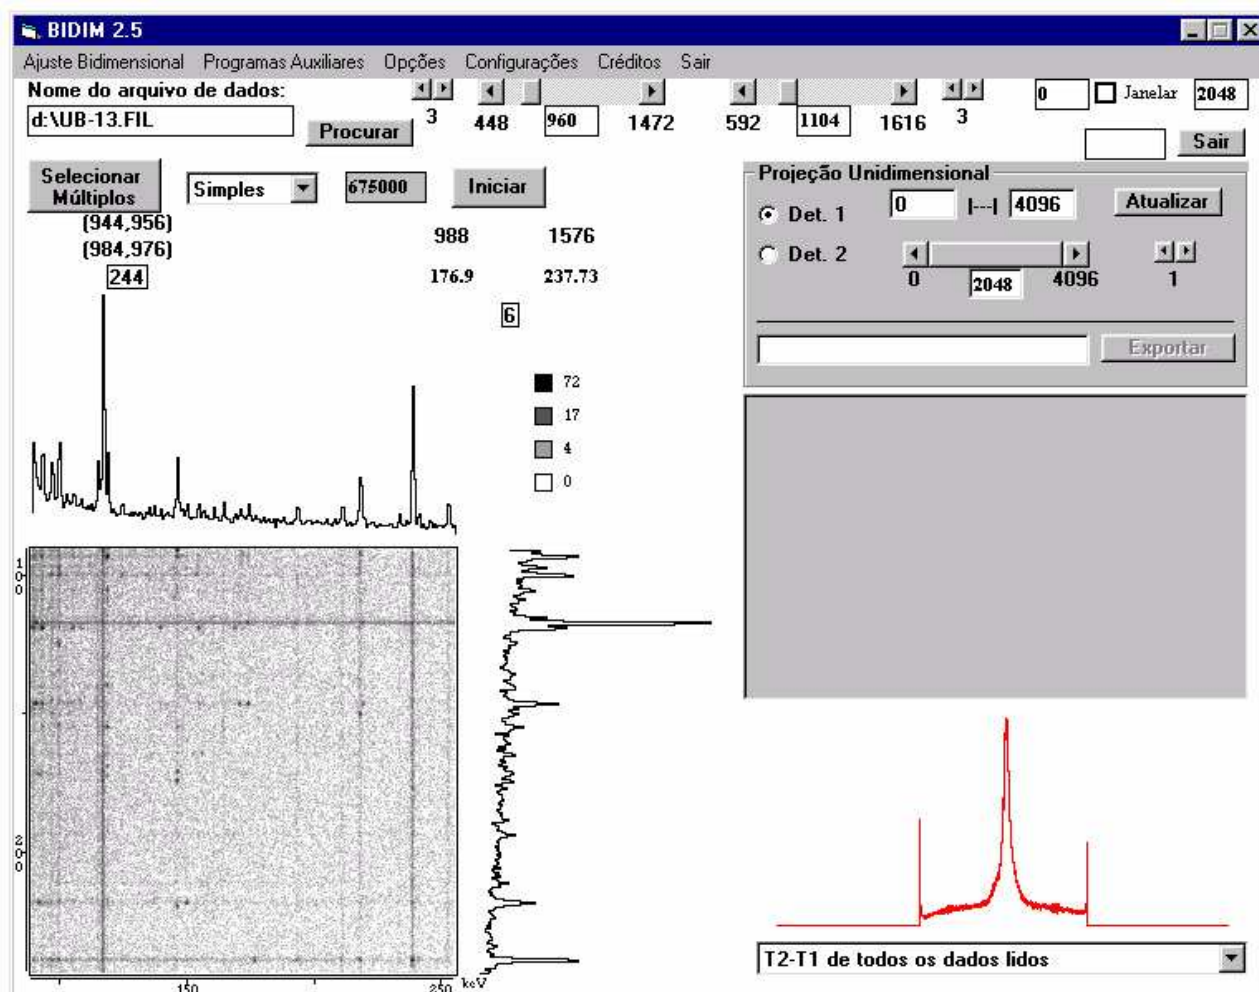 BIDIM 2.5
Ajuste Bidimensional Programas Auxiliares Opções Configurações Créditos Sair
Nome do arquivo de dados:
d:\UB-13.FIL
Procurar
3 448 960 1472 592 1104 1616 3
0 Janelar 2048
Sair
Selecionar
Múltiplos
Simples 675000 Iniciar
(944,956)
(984,976)
244
988 1576
176.9 237.73
6
72
17
4
0
Projeção Unidimensional
Det. 1 0 |---| 4096 Atualizar
Det. 2
0 2048 4096 1
Exportar
100
200
150 250 keV
T2-T1 de todos os dados lidos